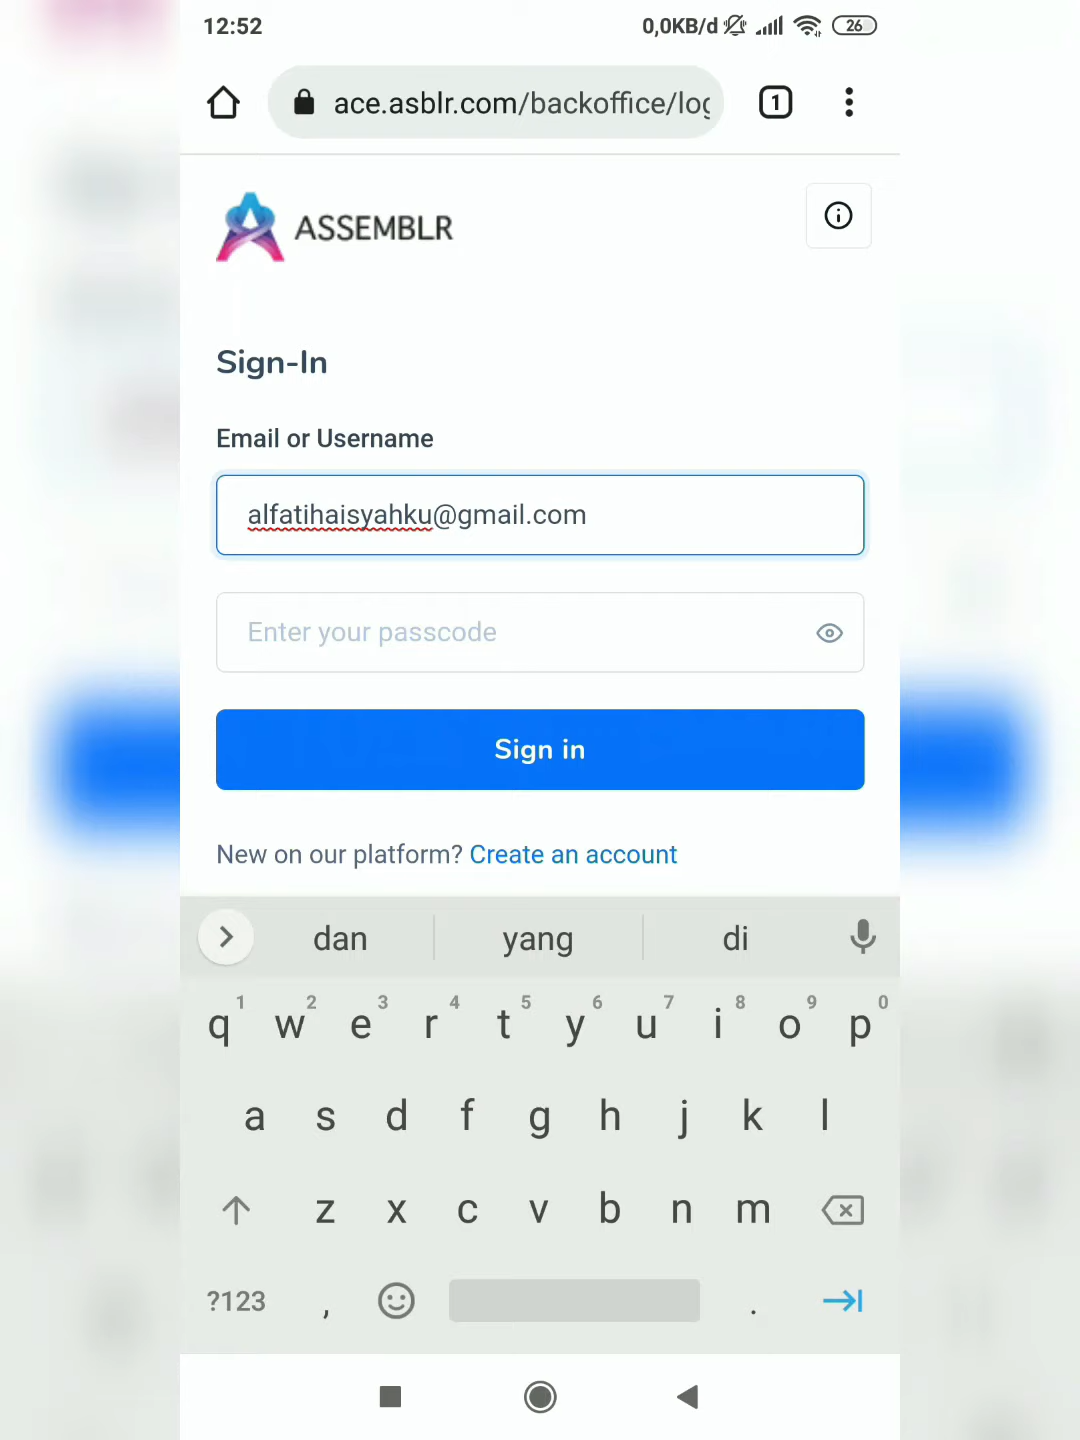 12:52 0,0KB/d 26
ace.asblr.com/backoffice/log
1
ASSEMBLR
Sign-In
Email or Username
alfatihaisyahku@gmail.com
Enter your passcode
Sign in
New on our platform? Create an account
dan yang di
1 2 3 4 5 6 7 8 9 0
q w e r t y u i o p
a s d f g h j k l
z x c v b n m
?123 , .